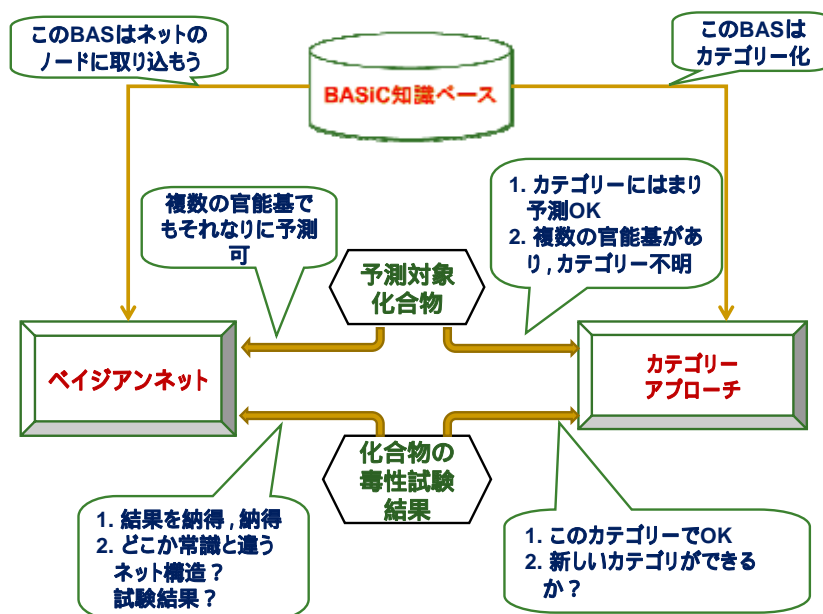 このBASはネットの
ノードに取り込もう
このBASは
カテゴリー化
BASiC知識ベース
複数の官能基で
もそれなりに予測
可
1. カテゴリーにはまり
予測OK
2. 複数の官能基があ
り,カテゴリー不明
予測対象
化合物
ベイジアンネット
カテゴリー
アプローチ
化合物の
毒性試験
結果
1. 結果を納得,納得
2. どこか常識と違う
ネット構造?
試験結果?
1. このカテゴリーでOK
2. 新しいカテゴリができる
か?